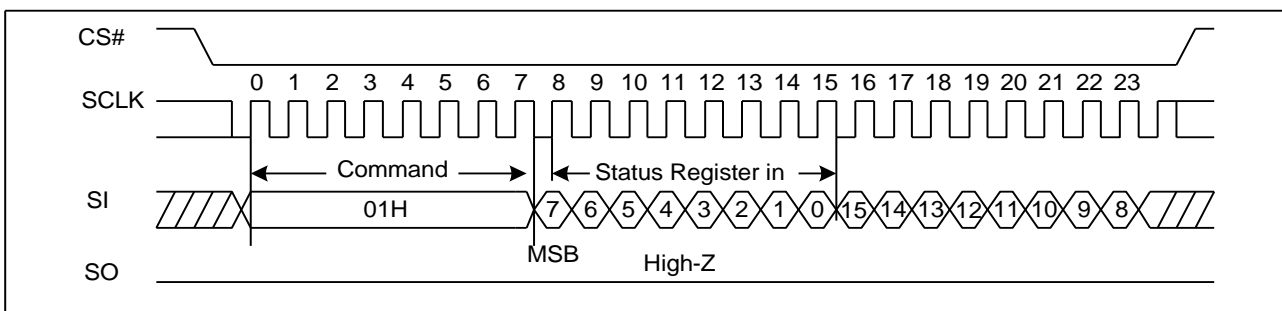 CS#
0 1 2 3 4 5 6 7 8 9 10 11 12 13 14 15 16 17 18 19 20 21 22 23
SCLK
Command Status Register in
SI
01H 7 6 5 4 3 2 1 0 15 14 13 12 11 10 9 8
MSB High-Z
SO